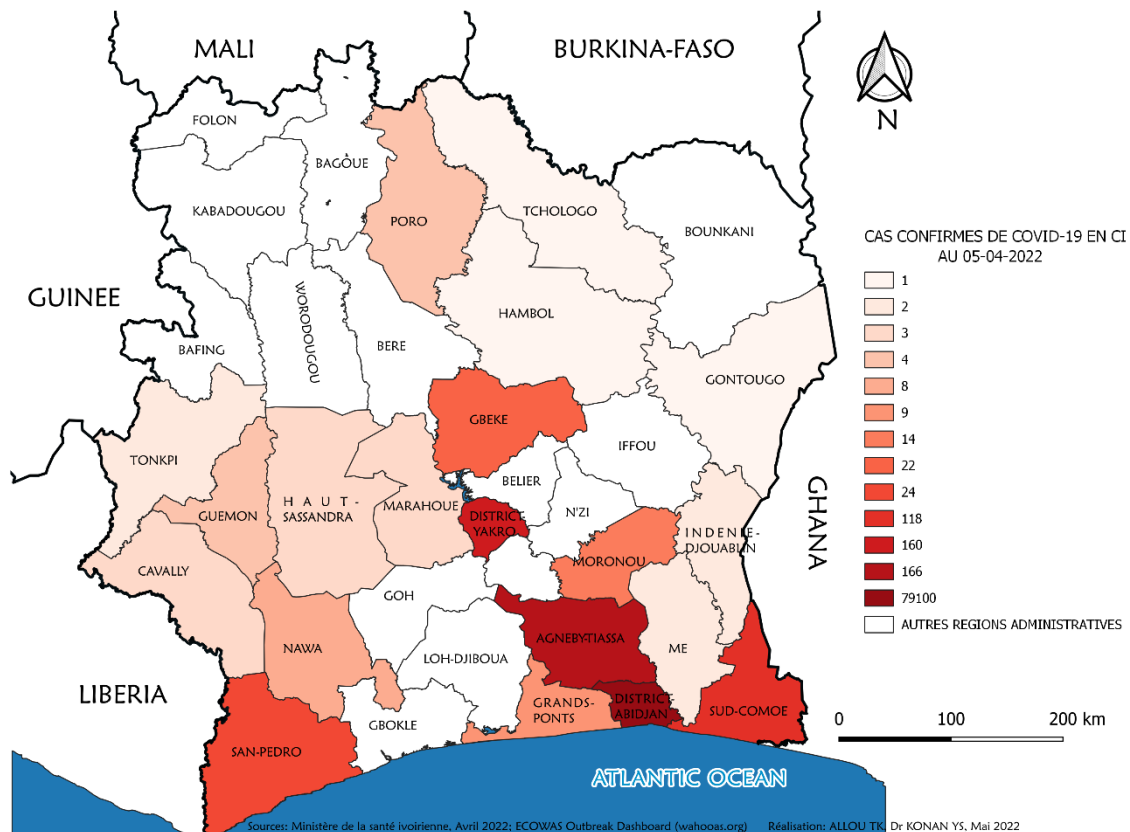 MALI
BURKINA-FASO
N
FOLON
BAGOUE
KABADOUGOU
PORO
TCHOLOGO
BOUNKANI
CAS CONFIRMES DE COVID-19 EN CI
AU 05-04-2022
1
2
3
4
8
9
14
22
24
118
160
166
79100
AUTRES REGIONS ADMINISTRATIVES
GUINEE
WORODOUGOU
HAMBOL
BERE
BAFING
GONTOUGO
GBEKE
IFFOU
TONKPI
BELIER
GHANA
HAUT-
SASSANDRA
MARAHOUE
GUEMON
DISTRICT-
YAKRO
N'ZI
INDENIE-
DJOUABLIN
MORONOU
CAVALLY
GOH
AGNEBY-TIASSA
NAWA
LOH-DJIBOUA
ME
LIBERIA
GRANDS-
PONTS
DISTRICT-
ABIDJAN
SUD-COMOE
GBOKLE
SAN-PEDRO
0 100 200 km
ATLANTIC OCEAN
Sources: Ministère de la santé ivoirienne, Avril 2022; ECOWAS Outbreak Dashboard (wahooas.org) Réalisation: ALLOU TK, Dr KONAN YS, Mai 2022